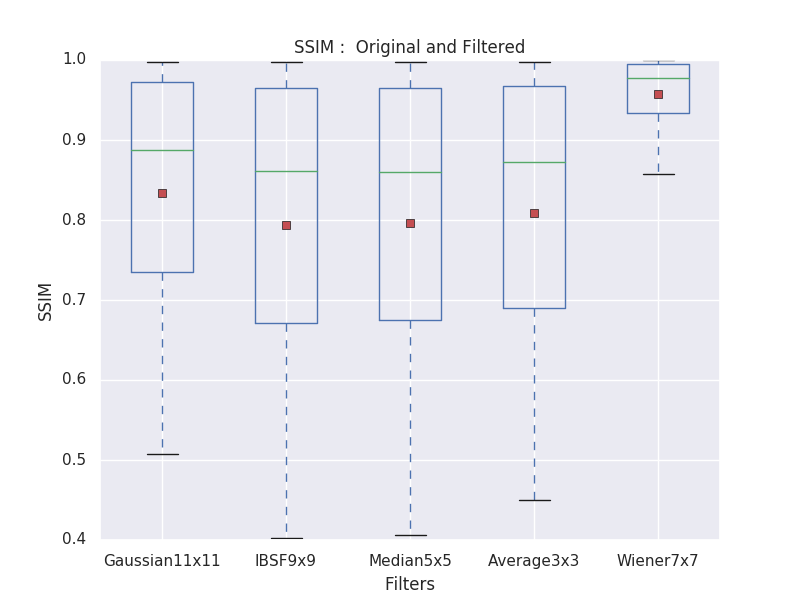 SSIM :  Original and Filtered
1.0
0.9
0.8
0.7
0.6
0.5
0.4
SSIM
Gaussian11x11 IBSF9x9 Median5x5 Average3x3 Wiener7x7
Filters